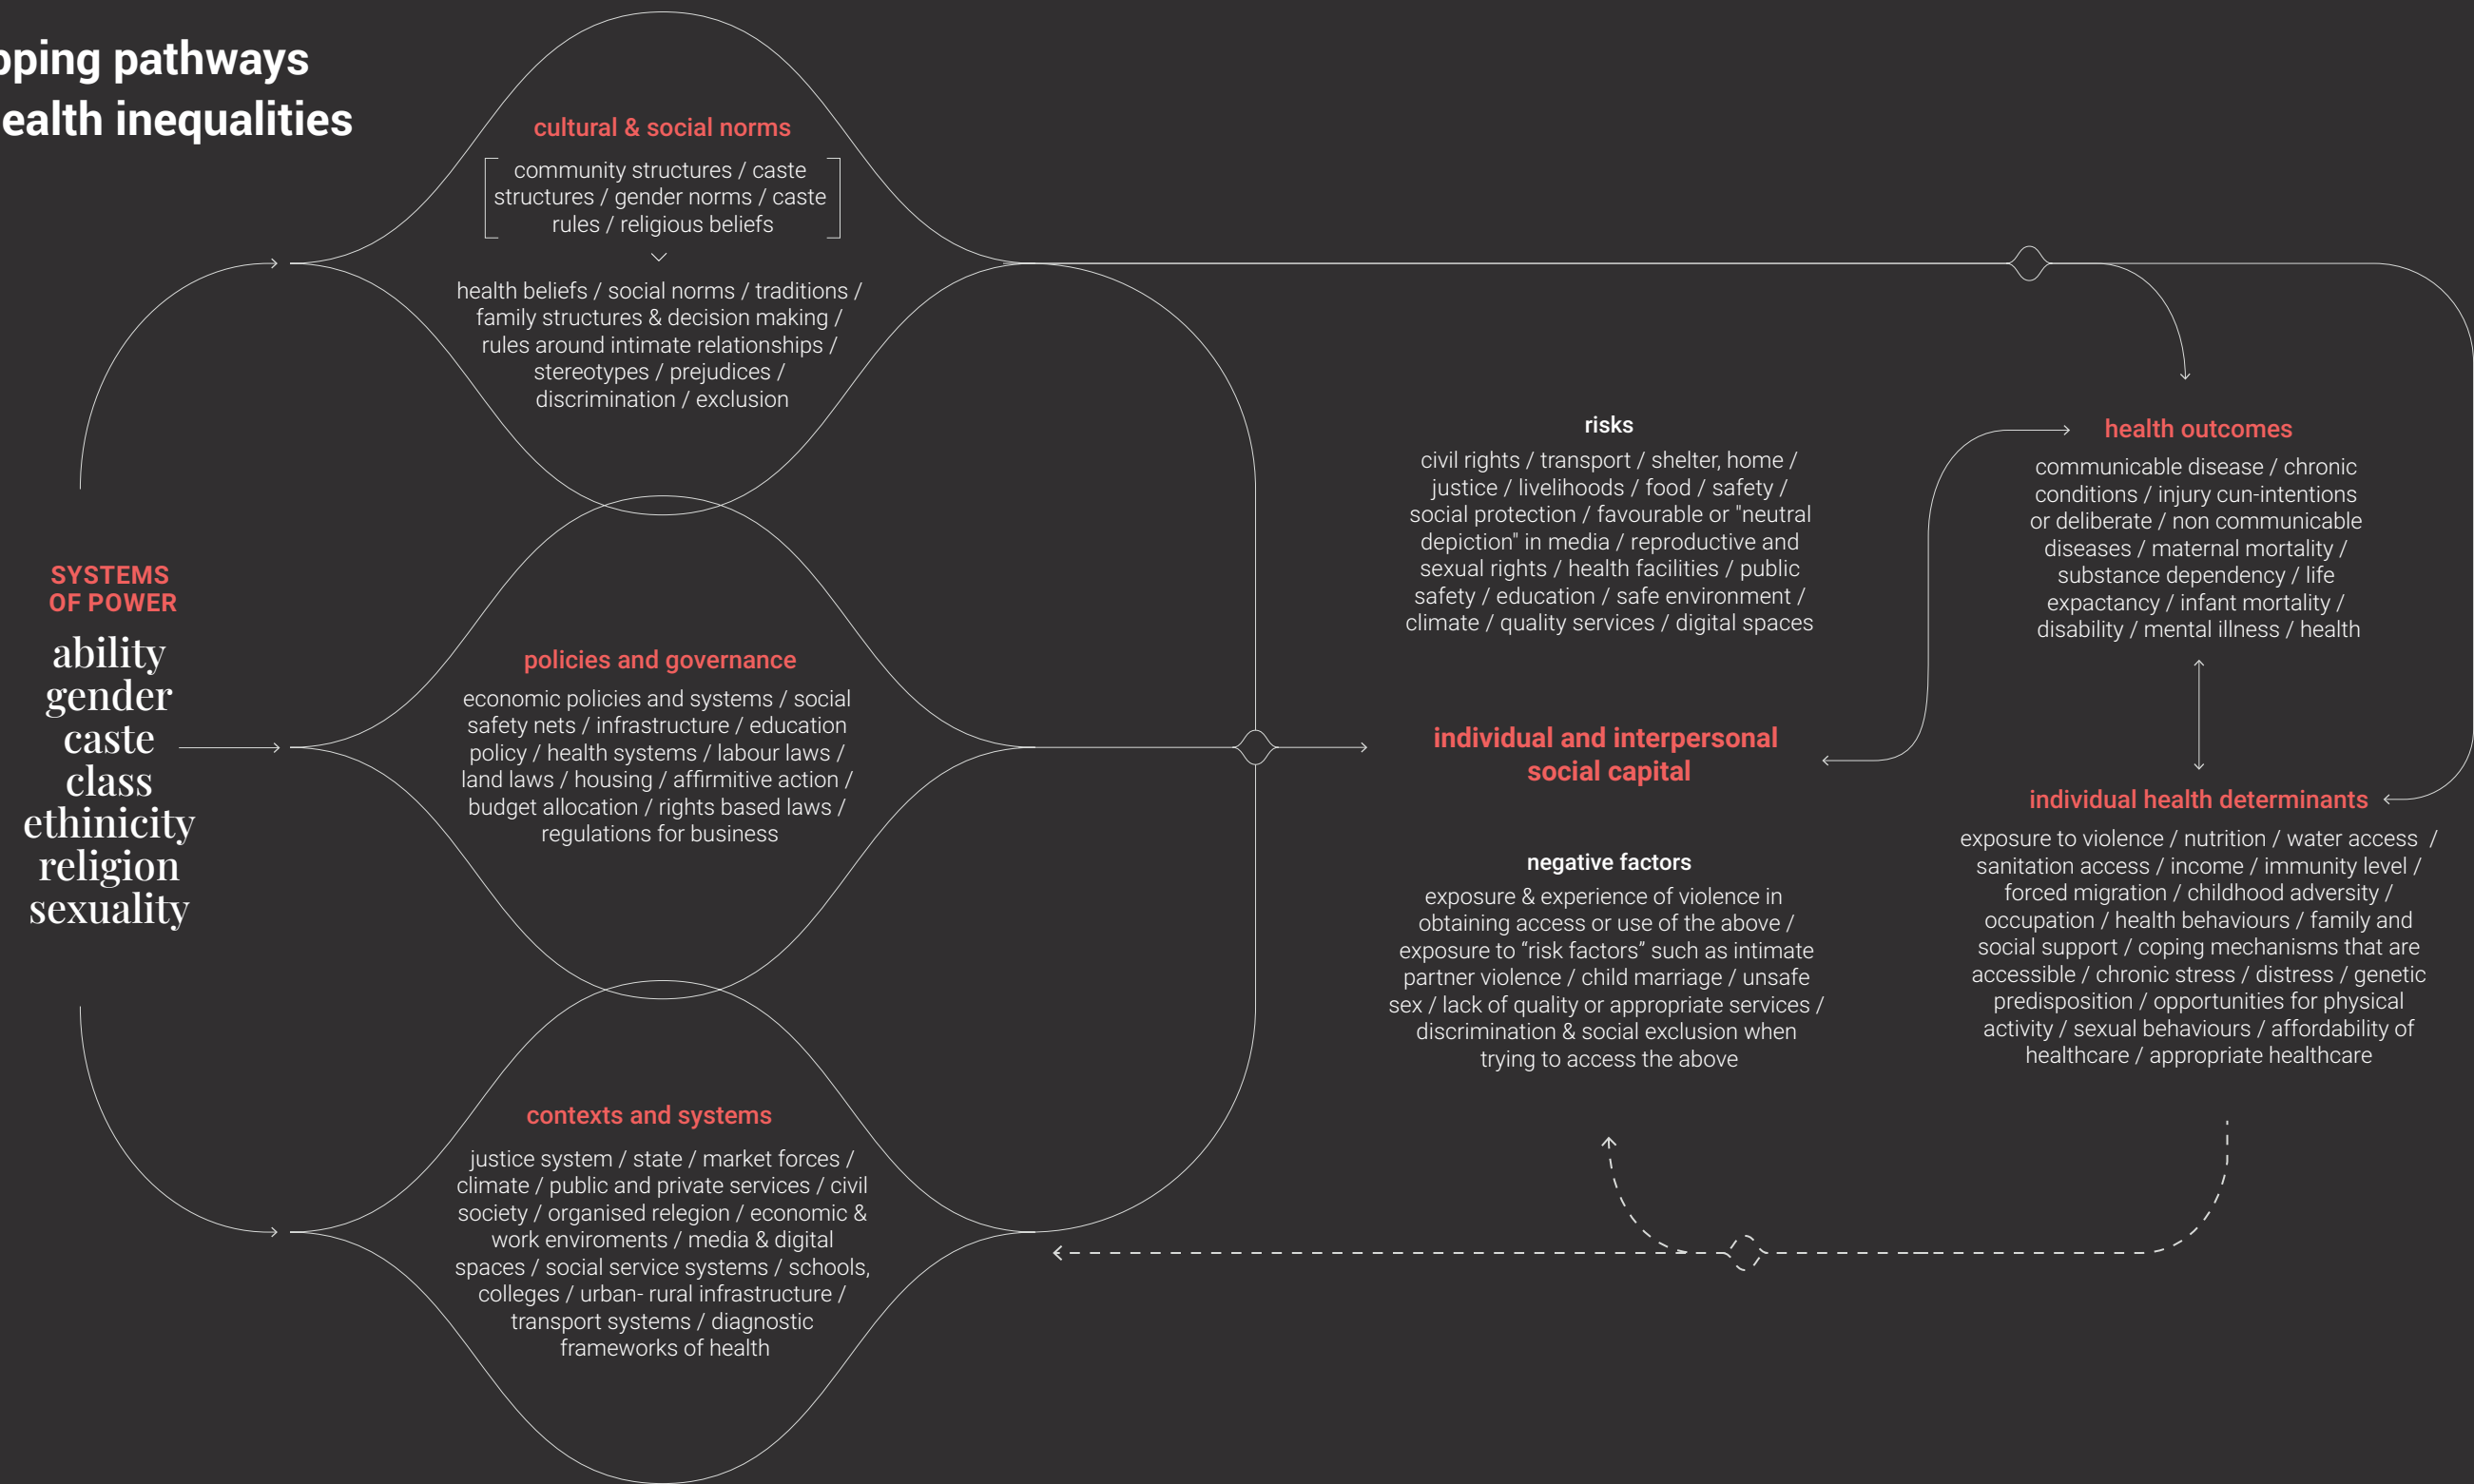 pping pathways
ealth inequalities
cultural & social norms
community structures / caste
structures / gender norms / caste
rules / religious beliefs
health beliefs / social norms / traditions /
family structures & decision making /
rules around intimate relationships /
stereotypes / prejudices /
discrimination / exclusion
SYSTEMS
OF POWER
ability
gender
caste
class
ethinicity
religion
sexuality
policies and governance
economic policies and systems / social
safety nets / infrastructure / education
policy / health systems / labour laws /
land laws / housing / affirmitive action /
budget allocation / rights based laws /
regulations for business
contexts and systems
justice system / state / market forces /
climate / public and private services / civil
society / organised relegion / economic &
work enviroments / media & digital
spaces / social service systems / schools,
colleges / urban- rural infrastructure /
transport systems / diagnostic
frameworks of health
risks
civil rights / transport / shelter, home /
justice / livelihoods / food / safety /
social protection / favourable or "neutral
depiction" in media / reproductive and
sexual rights / health facilities / public
safety / education / safe environment /
climate / quality services / digital spaces
individual and interpersonal
social capital
negative factors
exposure & experience of violence in
obtaining access or use of the above /
exposure to “risk factors” such as intimate
partner violence / child marriage / unsafe
sex / lack of quality or appropriate services /
discrimination & social exclusion when
trying to access the above
health outcomes
communicable disease / chronic
conditions / injury cun-intentions
or deliberate / non communicable
diseases / maternal mortality /
substance dependency / life
expactancy / infant mortality /
disability / mental illness / health
individual health determinants
exposure to violence / nutrition / water access /
sanitation access / income / immunity level /
forced migration / childhood adversity /
occupation / health behaviours / family and
social support / coping mechanisms that are
accessible / chronic stress / distress / genetic
predisposition / opportunities for physical
activity / sexual behaviours / affordability of
healthcare / appropriate healthcare